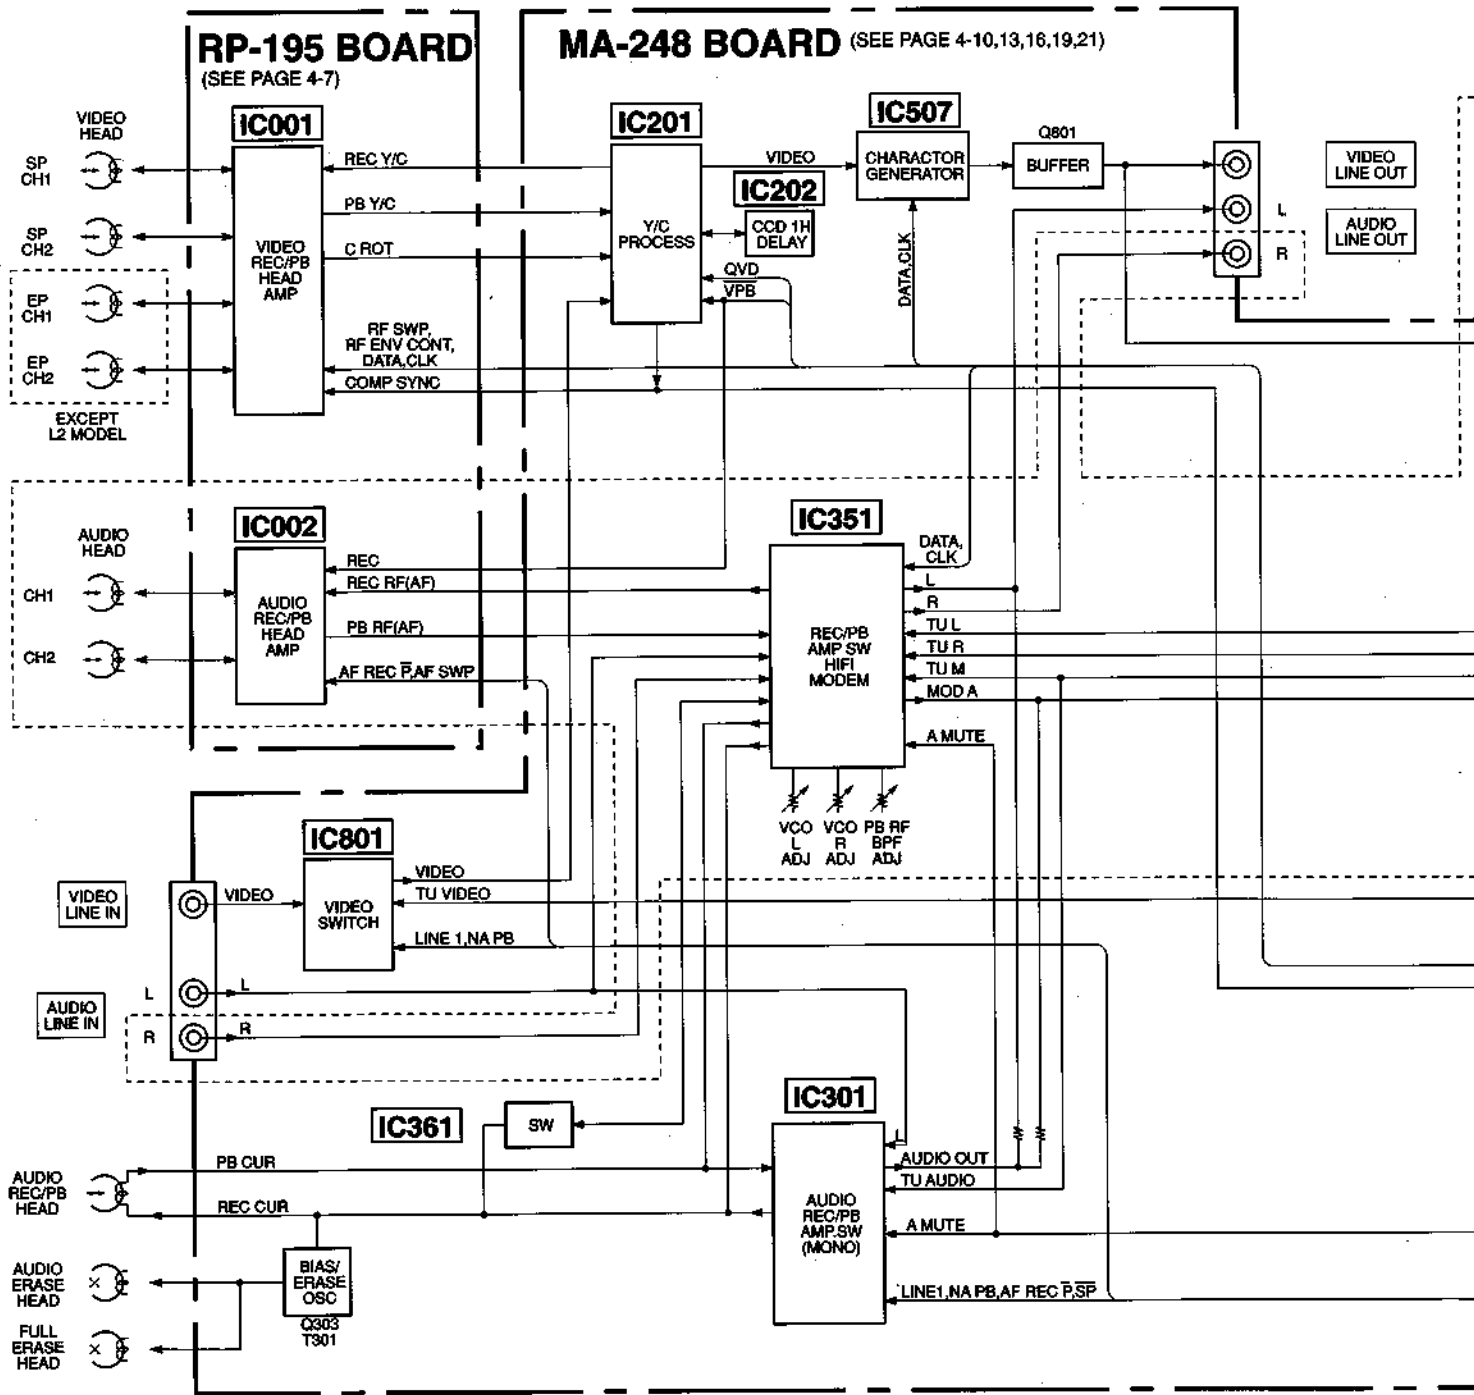 RP-195 BOARD
(SEE PAGE 4-7)
MA-248 BOARD (SEE PAGE 4-10,13,16,19,21)
VIDEO
HEAD
SP
CH1
SP
CH2
EP
CH1
EP
CH2
EXCEPT
L2 MODEL
IC001
VIDEO
REC/PB
HEAD
AMP
REC Y/C
PB Y/C
C ROT
RF SWP,
RF ENV CONT,
DATA,CLK
COMP SYNC
IC201
Y/C
PROCESS
VIDEO
IC202
CCD 1H
DELAY
QVD
VPB
IC507
CHARACTOR
GENERATOR
DATA,CLK
Q801
BUFFER
L
R
VIDEO
LINE OUT
AUDIO
LINE OUT
AUDIO
HEAD
CH1
CH2
IC002
AUDIO
REC/PB
HEAD
AMP
REC
REC RF(AF)
PB RF(AF)
AF REC P,AF SWP
IC351
REC/PB
AMP SW
HIFI
MODEM
DATA,
CLK
L
R
TU L
TU R
TU M
MOD A
A MUTE
VCO
L
ADJ
VCO
R
ADJ
PB RF
BPF
ADJ
IC801
VIDEO
SWITCH
VIDEO
LINE IN
VIDEO
VIDEO
TU VIDEO
LINE 1,NA PB
AUDIO
LINE IN
L
L
R
R
IC361
SW
IC301
AUDIO
REC/PB
AMP.SW
(MONO)
L
AUDIO OUT
TU AUDIO
A MUTE
LINE1,NA PB,AF REC P,SP
AUDIO
REC/PB
HEAD
PB CUR
REC CUR
AUDIO
ERASE
HEAD
FULL
ERASE
HEAD
BIAS/
ERASE
OSC
Q303
T301